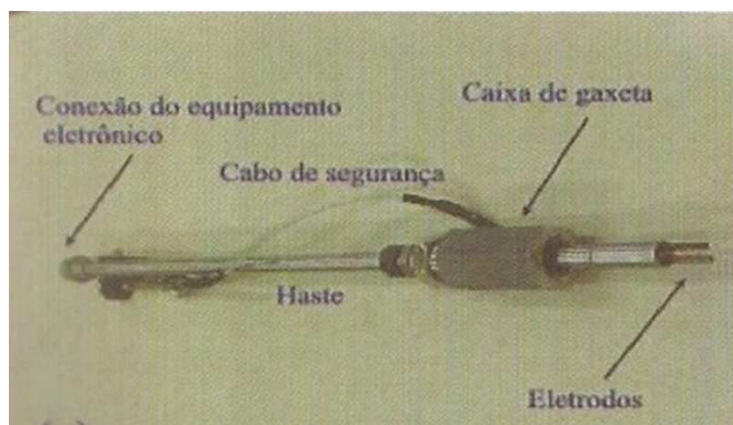 Caixa de gaxeta
Conexão do equipamento
eletrônico
Cabo de segurança
Haste
Eletrodos